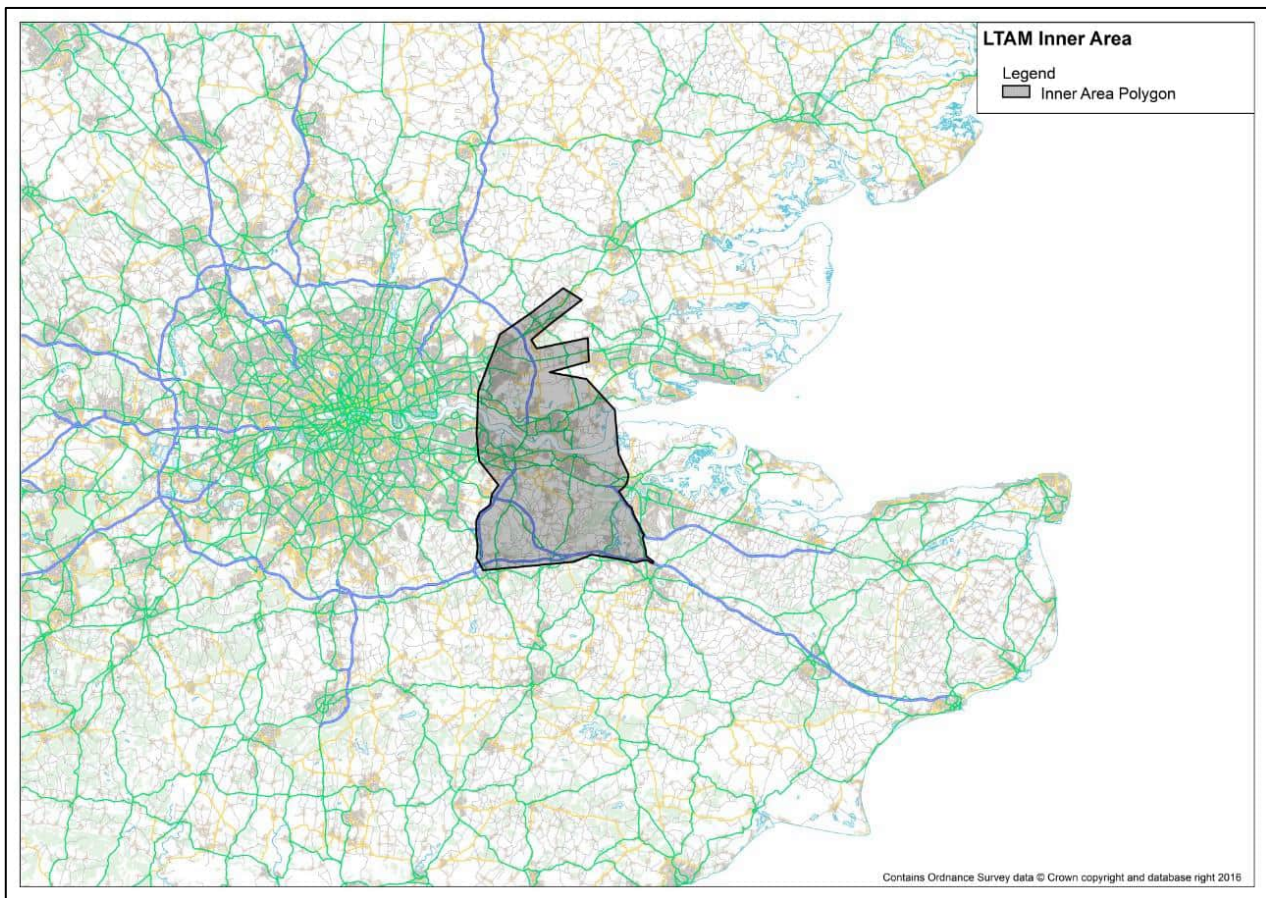 LTAM Inner Area
Legend
Inner Area Polygon
Contains Ordnance Survey data © Crown copyright and database right 2016